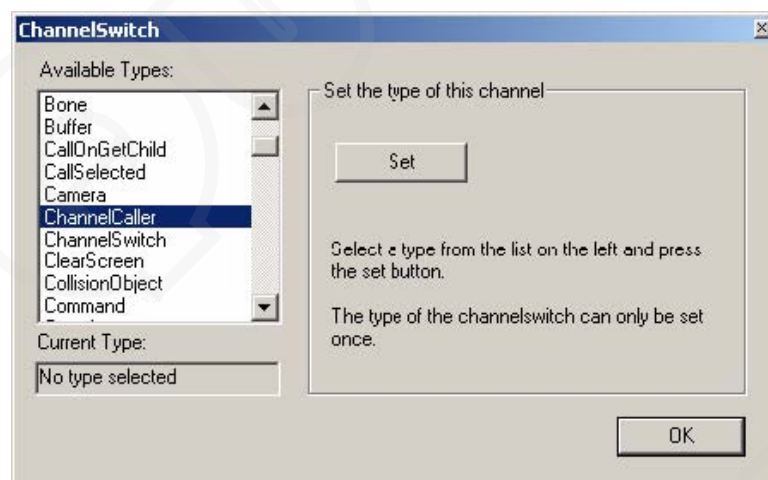 ChannelSwitch
Available Types:
Bone
Buffer
CallOnGetChild
CallSelected
Camera
ChannelCaller
ChannelSwitch
ClearScreen
CollisionObject
Command
Current Type:
No type selected
Set the type of this channel
Set
Select a type from the list on the left and press
the set button.
The type of the channelswitch can only be set
once.
OK